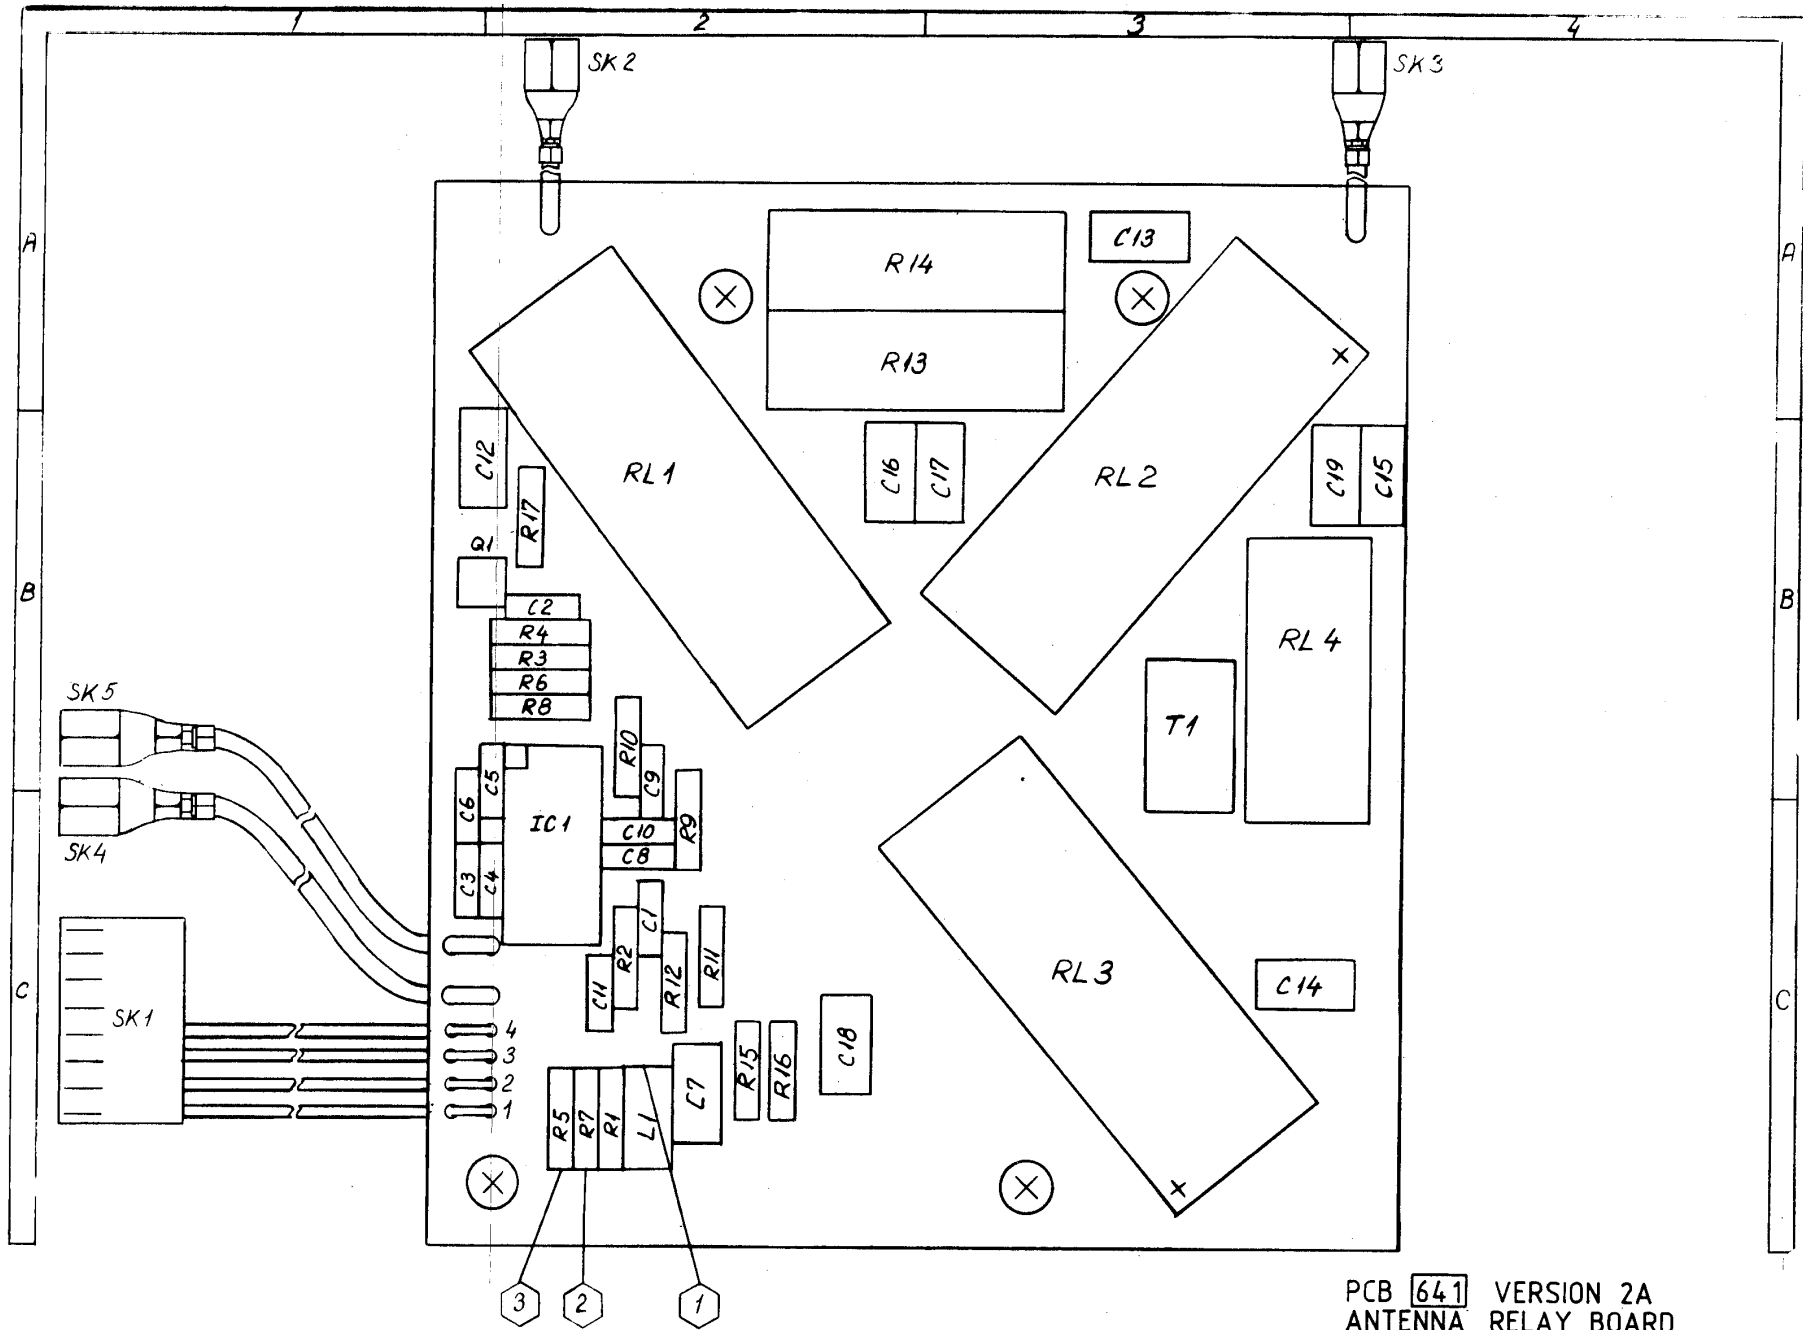 1 2 3 4
SK2 SK3
A A
R14 C13
R13
C12 RL1 C16 C17 RL2 C19 C15
R17
Q1
B B
C2
R4
R3
R6
R8
RL4
SK5
T1
R10
C5 C9
C6 IC1 C10 R9
C8
SK4
C3 C4
C1
R2 R11
C11 R12
RL3
C14
C C
SK1
4
3
2
1
C18
R15 R16
C7
R5 R7 R1 L1
3 2 1
PCB 641 VERSION 2A
ANTENNA RELAY BOARD